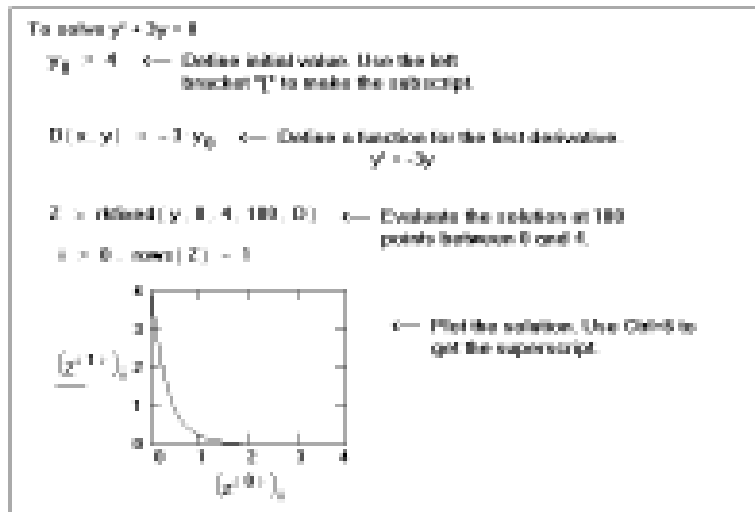 To solve y' + 3y = 0
y₀ := 4 ← Define initial value. Use the left
bracket "[" to make the subscript.
D(x, y) := -3·y₀ ← Define a function for the first derivative.
y' = -3y
Z := rkfixed(y, 0, 4, 100, D) ← Evaluate the solution at 100
points between 0 and 4.
i := 0 .. rows(Z) - 1
4
3
(Z<1>)ᵢ 2
1
0
0 1 2 3 4
(Z<0>)ᵢ
← Plot the solution. Use Ctrl+6 to
get the superscript.